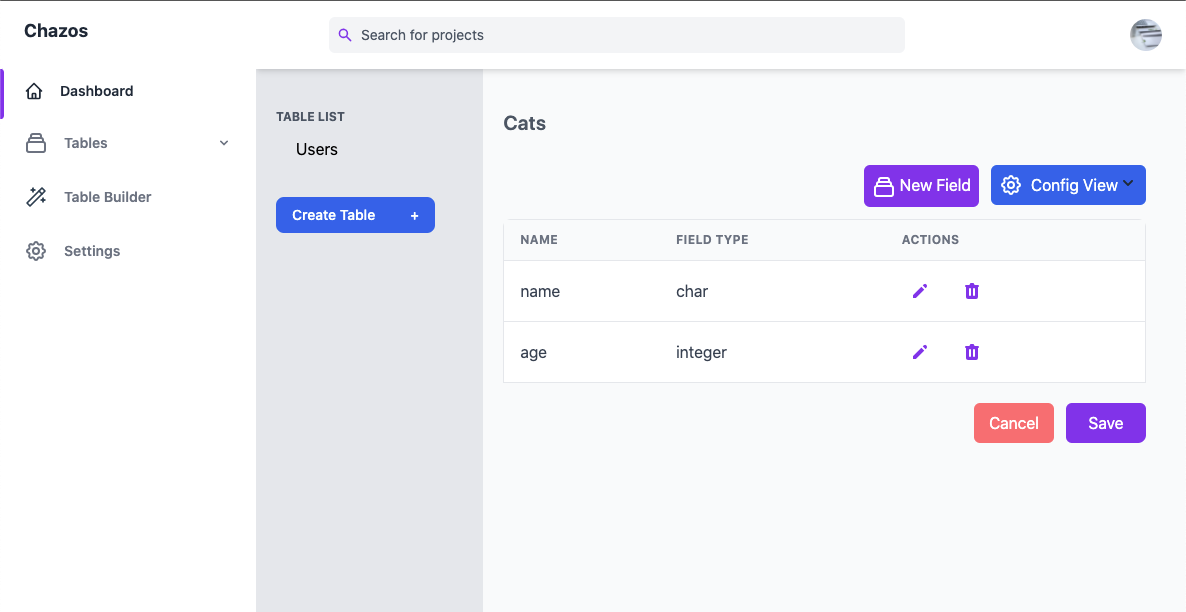 Chazos
Search for projects
Dashboard
Tables
Table Builder
Settings
TABLE LIST
Users
Create Table +
Cats
New Field
Config View
NAME FIELD TYPE ACTIONS
name char
age integer
Cancel Save